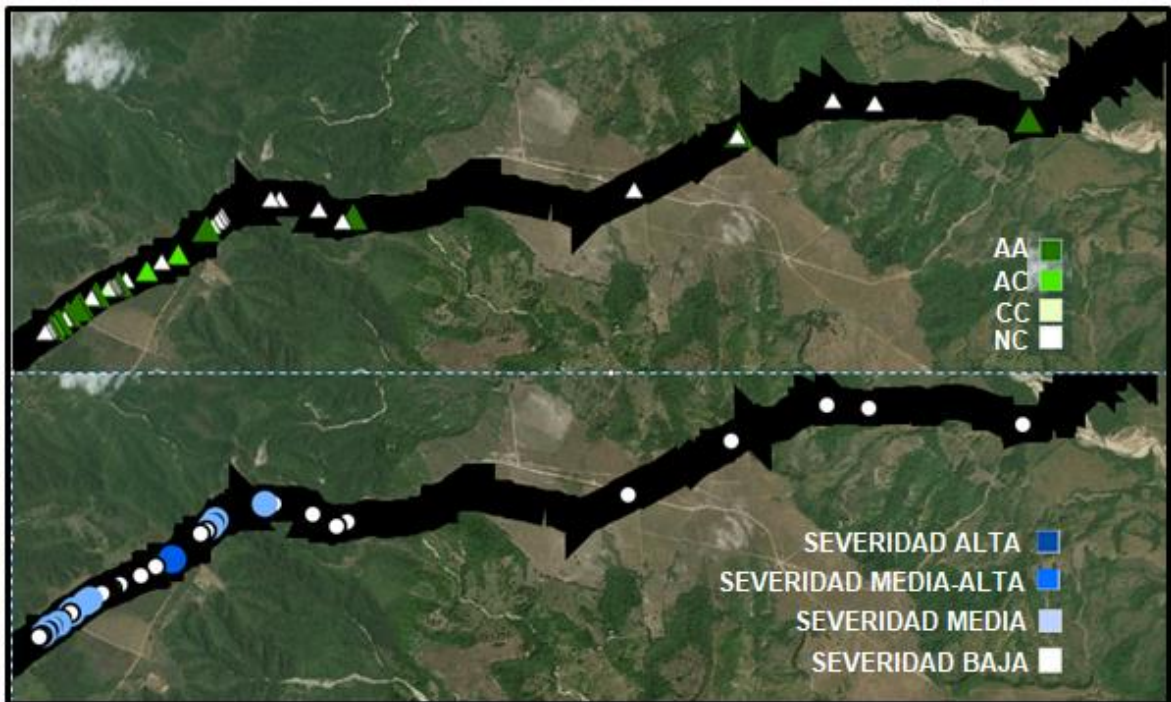 AA
AC
CC
NC
SEVERIDAD ALTA
SEVERIDAD MEDIA-ALTA
SEVERIDAD MEDIA
SEVERIDAD BAJA